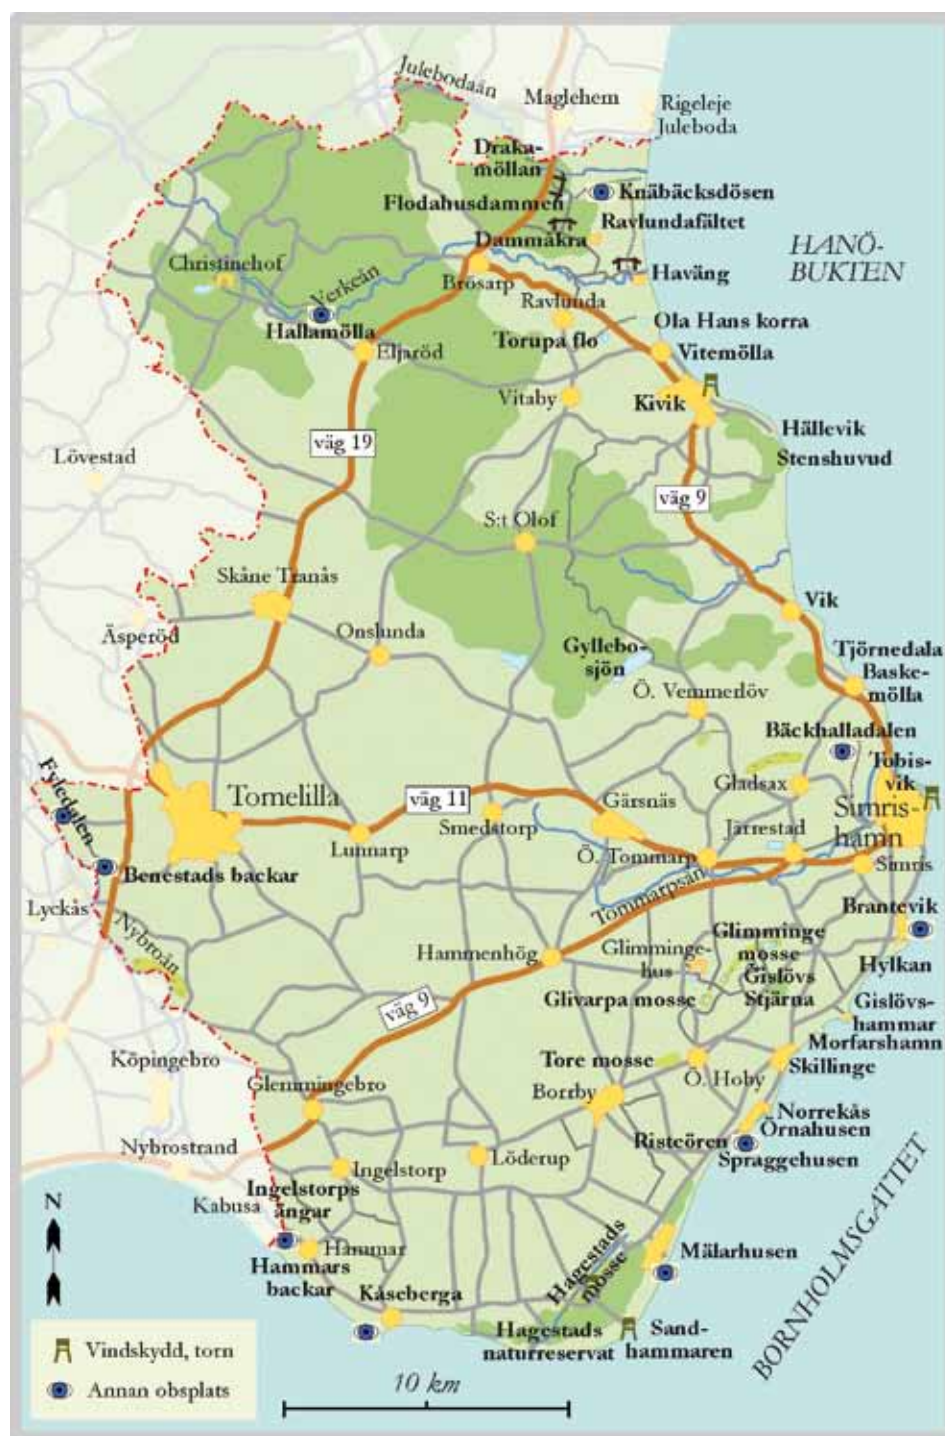 Julebodaån
Maglehem
Rigeleje
Juleboda
Draka-
möllan
Knäbäcksdösen
Flodahusdammen
Ravlundafältet
Dammåkra
HANÖ-
BUKTEN
Christinehof
Verkeån
Brösarp
Haväng
Ravlunda
Hallamölla
Ola Hans korra
Torupa flo
Eljaröd
Vitemölla
Vitaby
Kivik
Hällevik
väg 19
Lövestad
Stenshuvud
väg 9
S:t Olof
Skåne Tranås
Vik
Äsperöd
Onslunda
Gyllebo-
sjön
Tjörnedala
Baske-
mölla
Ö. Vemmerlöv
Bäckhalladalen
Fyledalen
Tobis-
vik
Gladsax
Tomelilla
väg 11
Gärsnäs
Smedstorp
Simris-
hamn
Järrestad
Lunnarp
Ö. Tommarp
Simris
Benestads backar
Tommarpsån
Lyckås
Brantevik
Nybroån
Glimminge
mosse
Hammenhög
Glimminge-
hus
Hylkan
Gislövs
Stjärna
Glivarpa mosse
väg 9
Gislövs-
hammar
Morfarshamn
Köpingebro
Tore mosse
Skillinge
Glemmingebro
Ö. Hoby
Borrby
Norrekås
Örnahusen
Risteören
Nybrostrand
Spraggehusen
Löderup
Ingelstorp
Ingelstorps
ängar
Kabusa
N
Hammar
Hammars
backar
Hagestads
mosse
Mälarhusen
BORNHOLMSGATTET
Kåseberga
Hagestads
naturreservat
Sand-
hammaren
Vindskydd, torn
Annan obsplats
10 km